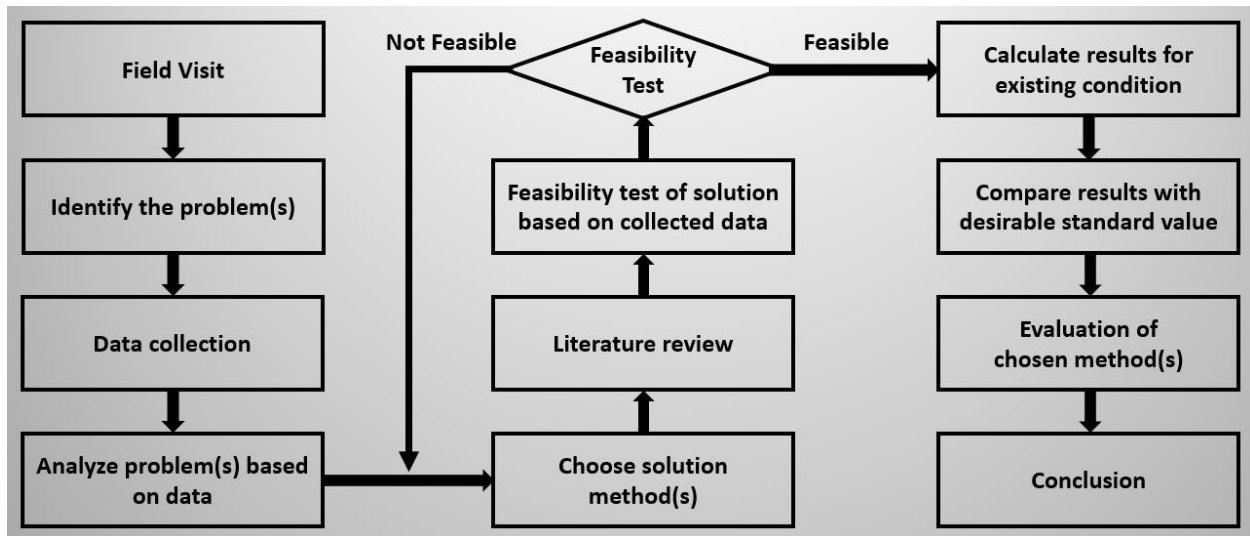 Field Visit
Identify the problem(s)
Data collection
Analyze problem(s) based
on data
Not Feasible
Feasibility
Test
Feasible
Feasibility test of solution
based on collected data
Literature review
Choose solution
method(s)
Calculate results for
existing condition
Compare results with
desirable standard value
Evaluation of
chosen method(s)
Conclusion